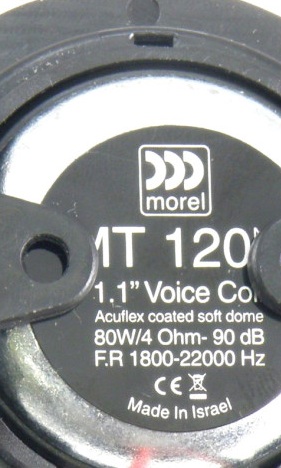 morel
MT 120
1.1" Voice Coi
Acuflex coated soft dome
80W/4 Ohm- 90 dB
F.R 1800-22000 Hz
CE
Made In Israel